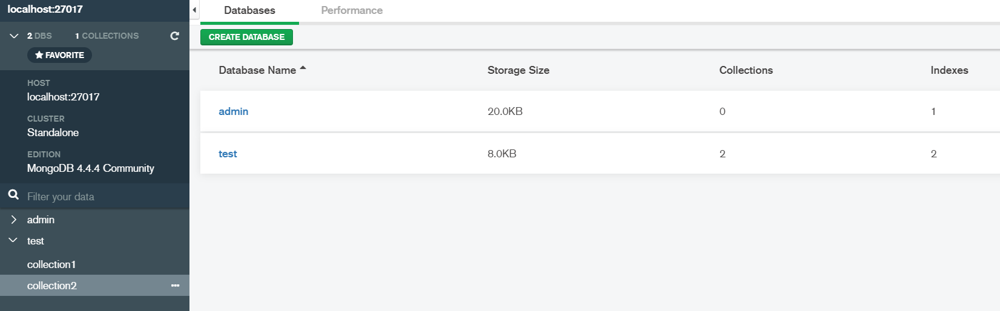 localhost:27017
2 DBS 1 COLLECTIONS
FAVORITE
HOST
localhost:27017
CLUSTER
Standalone
EDITION
MongoDB 4.4.4 Community
Filter your data
admin
test
collection1
collection2
Databases Performance
CREATE DATABASE
Database Name Storage Size Collections Indexes
admin 20.0KB 0 1
test 8.0KB 2 2